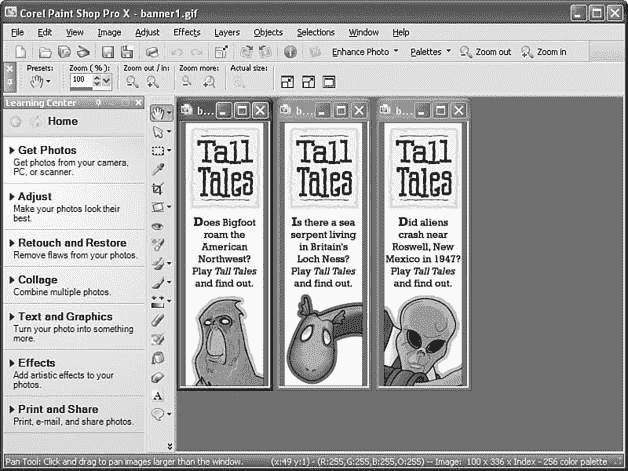 Corel Paint Shop Pro X - banner1.gif
File Edit View Image Adjust Effects Layers Objects Selections Window Help
Enhance Photo Palettes Zoom out Zoom in
Presets: Zoom ( % ): Zoom out / in: Zoom more: Actual size:
100
Learning Center
Home
Get Photos
Get photos from your camera,
PC, or scanner.
Adjust
Make your photos look their
best.
Retouch and Restore
Remove flaws from your photos.
Collage
Combine multiple photos.
Text and Graphics
Turn your photo into something
more.
Effects
Add artistic effects to your
photos.
Print and Share
Print, e-mail, and share photos.
b...
Tall
Tales
Does Bigfoot
roam the
American
Northwest?
Play Tall Tales
and find out.
b...
Tall
Tales
Is there a sea
serpent living
in Britain's
Loch Ness?
Play Tall Tales
and find out.
b...
Tall
Tales
Did aliens
crash near
Roswell, New
Mexico in 1947?
Play Tall Tales
and find out.
A
Pan Tool: Click and drag to pan images larger than the window. (x:49 y:1) - (R:255,G:255,B:255,O:255) -- Image: 100 x 336 x Index - 256 color palette